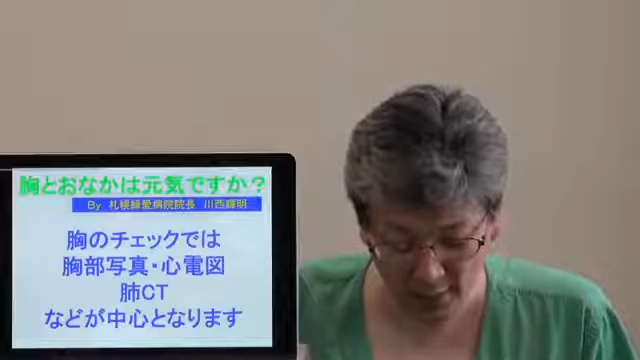 胸とおなかは元気ですか？
By 札幌緑愛病院院長 川西輝明
胸のチェックでは
胸部写真・心電図
肺CT
などが中心となります